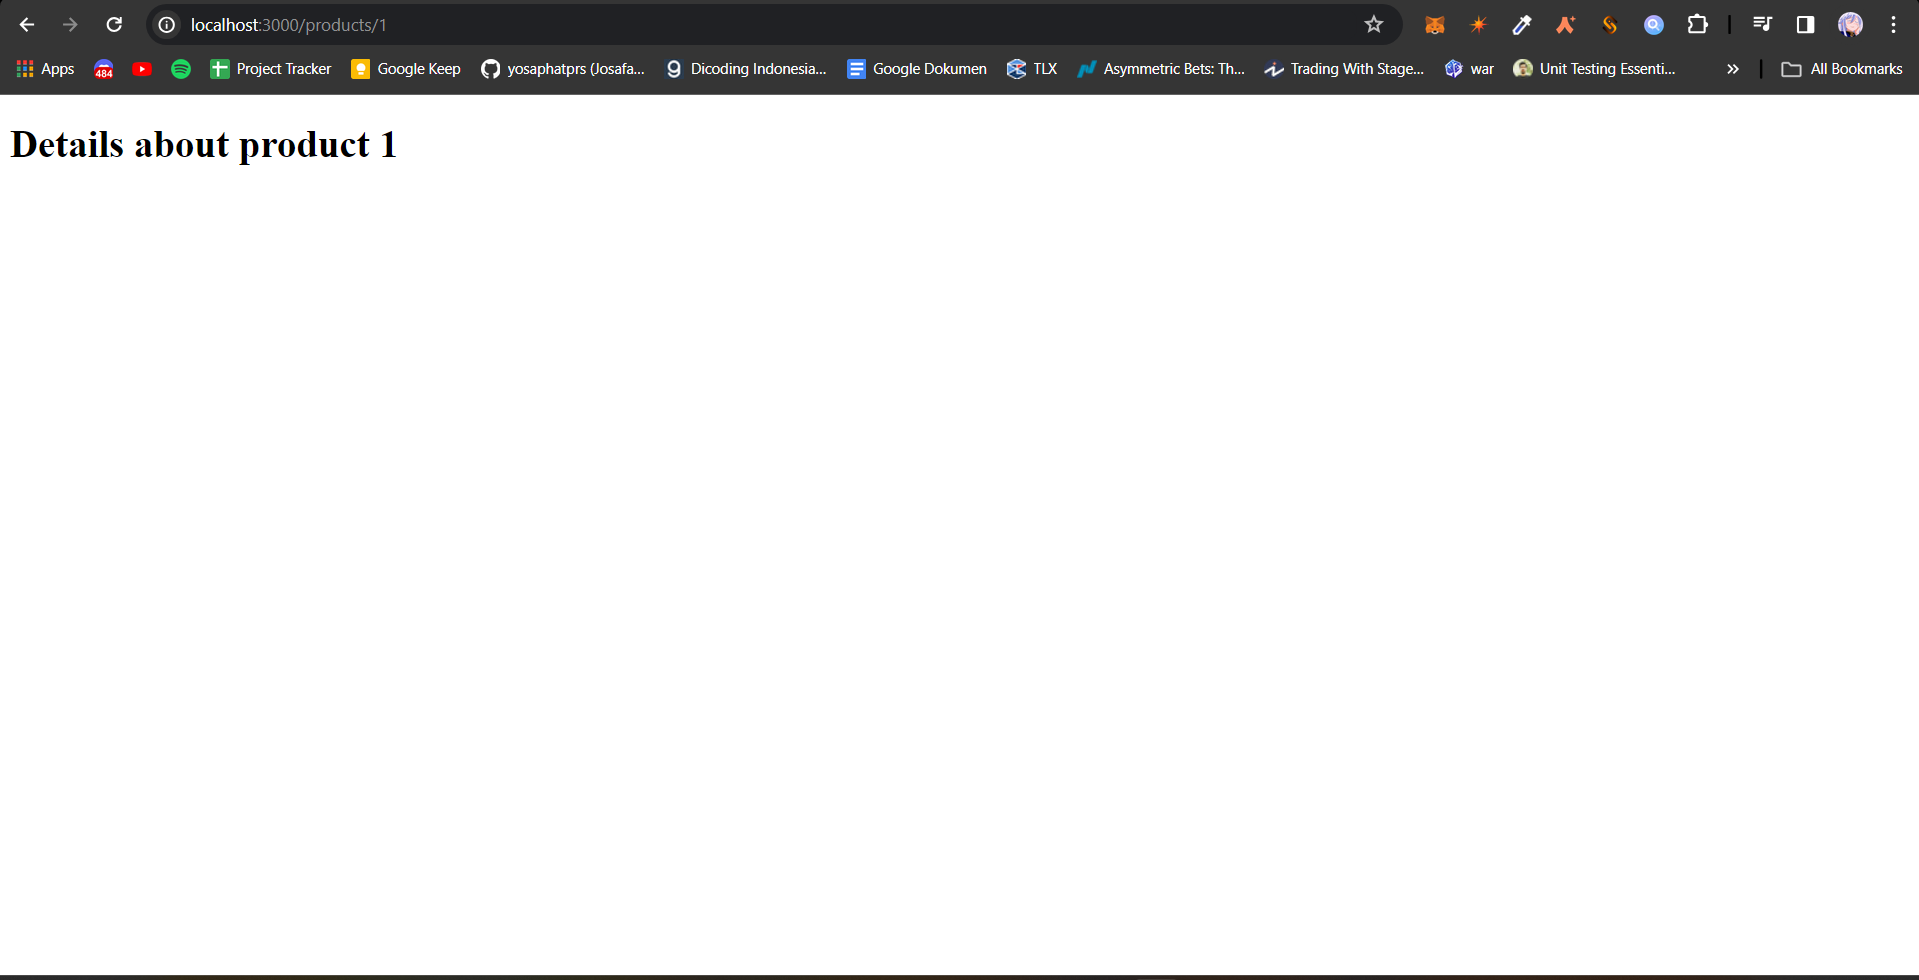 localhost:3000/products/1
Apps 484 Project Tracker Google Keep yosaphatprs (Josafa... Dicoding Indonesia... Google Dokumen TLX Asymmetric Bets: Th... Trading With Stage... war Unit Testing Essenti... » All Bookmarks
Details about product 1